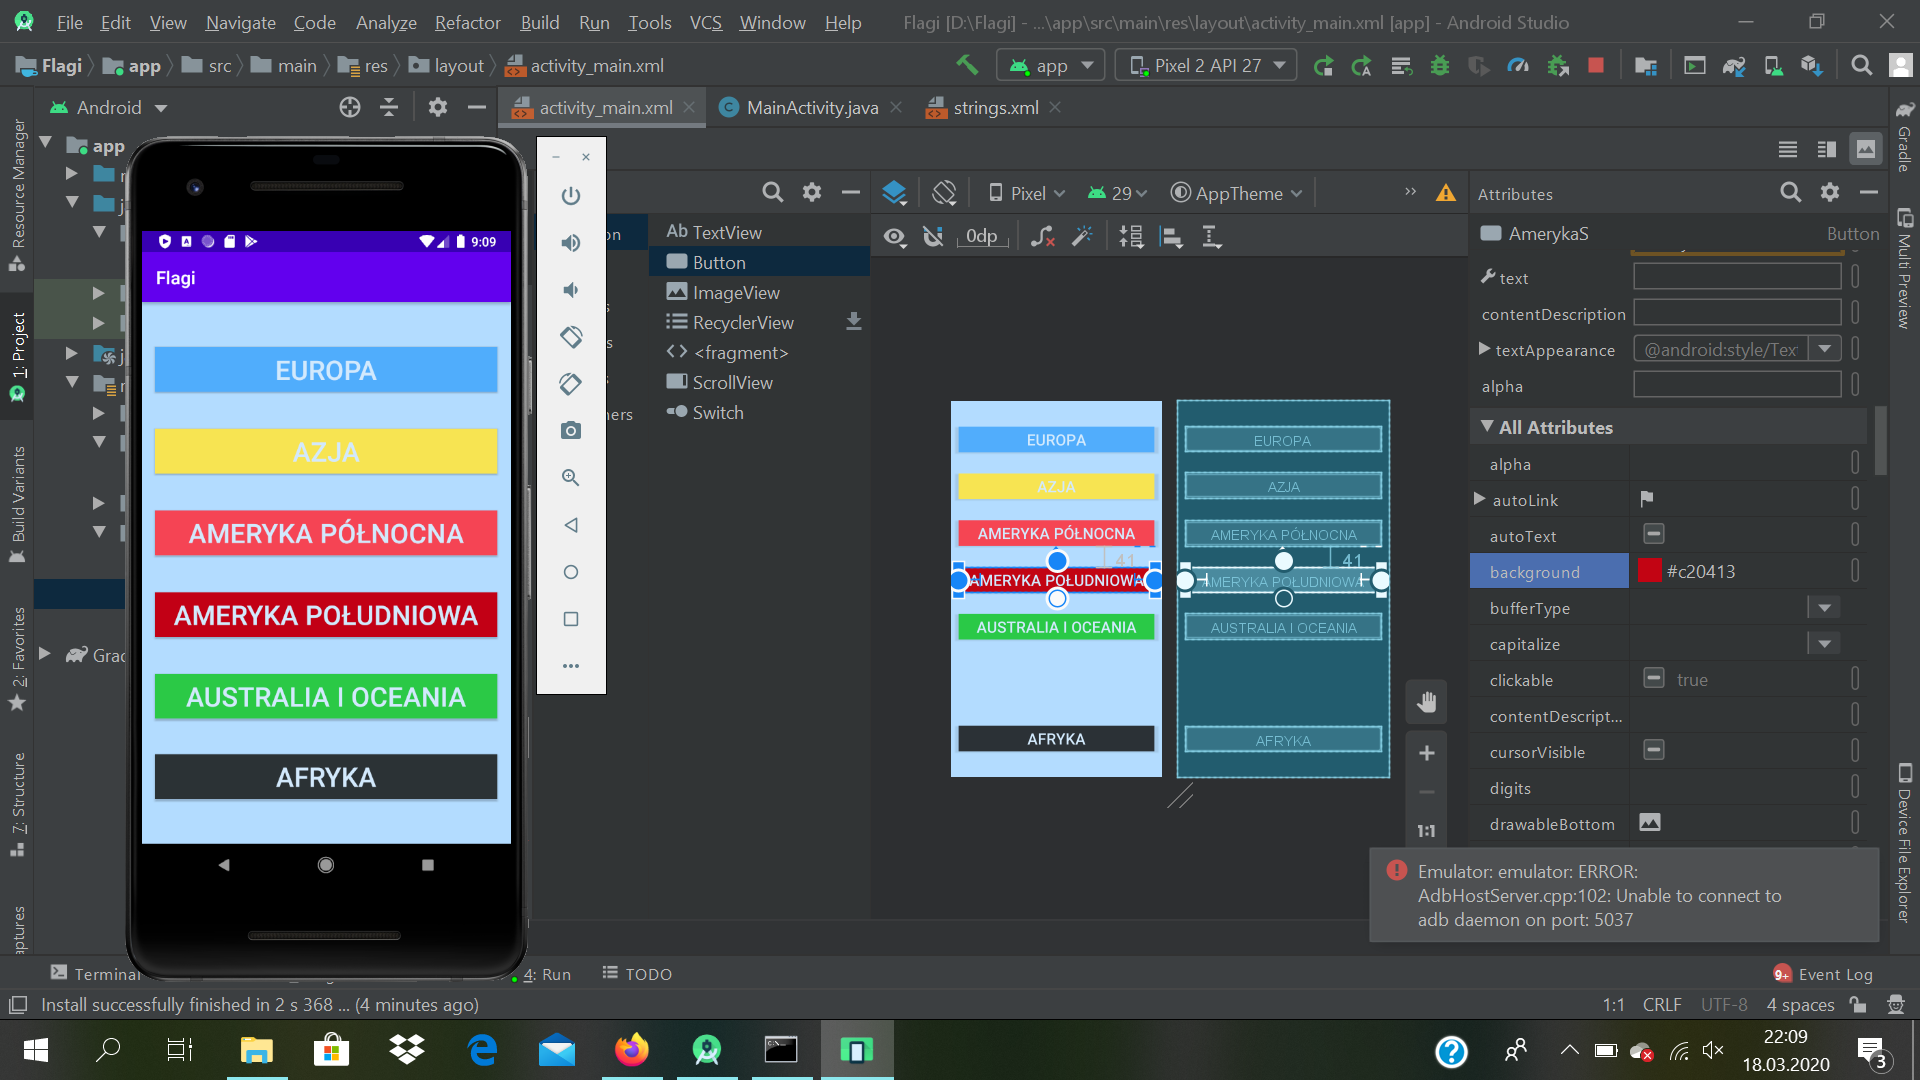 File Edit View Navigate Code Analyze Refactor Build Run Tools VCS Window Help Flagi [D:\Flagi] - ...\app\src\main\res\layout\activity_main.xml [app] - Android Studio
Flagi app src main res layout activity_main.xml app Pixel 2 API 27
Android activity_main.xml MainActivity.java strings.xml
app
Resource Manager
1: Project
Build Variants
2: Favorites
7: Structure
aptures
Grac
9:09
Flagi
EUROPA
AZJA
AMERYKA PÓŁNOCNA
AMERYKA POŁUDNIOWA
AUSTRALIA I OCEANIA
AFRYKA
on
ners
Ab TextView
Button
ImageView
RecyclerView
<fragment>
ScrollView
Switch
Pixel 29 AppTheme
0dp
EUROPA
AZJA
AMERYKA PÓŁNOCNA
41
AMERYKA POŁUDNIOWA
AUSTRALIA I OCEANIA
AFRYKA
EUROPA
AZJA
AMERYKA PÓŁNOCNA
41
AMERYKA POŁUDNIOWA
AUSTRALIA I OCEANIA
AFRYKA
1:1
Attributes
AmerykaS Button
text
contentDescription
textAppearance @android:style/Tex
alpha
All Attributes
alpha
autoLink
autoText
background #c20413
bufferType
capitalize
clickable true
contentDescript...
cursorVisible
digits
drawableBottom
Gradle
Multi Preview
Device File Explorer
Emulator: emulator: ERROR:
AdbHostServer.cpp:102: Unable to connect to
adb daemon on port: 5037
Terminal 4: Run TODO 9+ Event Log
Install successfully finished in 2 s 368 ... (4 minutes ago) 1:1 CRLF UTF-8 4 spaces
22:09
18.03.2020
3